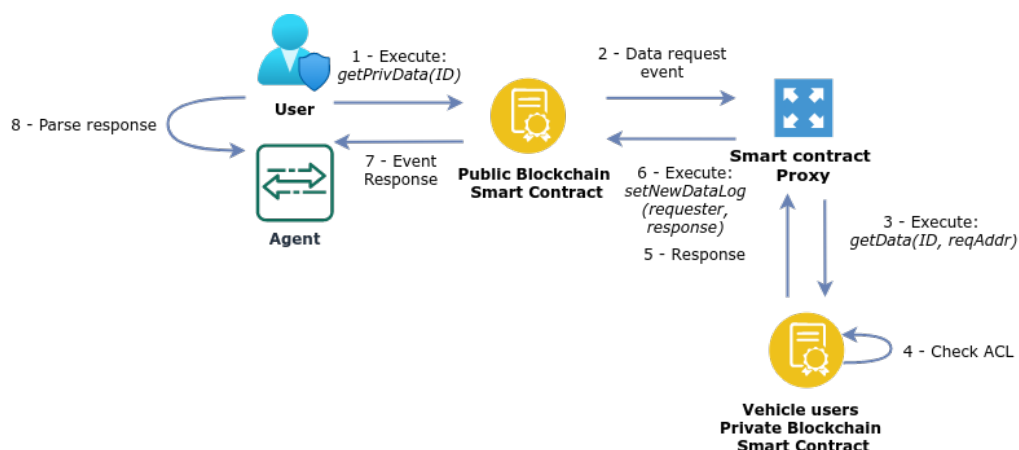 1 - Execute:
getPrivData(ID)
2 - Data request
event
User
8 - Parse response
7 - Event
Response
Agent
Public Blockchain
Smart Contract
Smart contract
Proxy
6 - Execute:
setNewDataLog
(requester,
response)
5 - Response
3 - Execute:
getData(ID, reqAddr)
4 - Check ACL
Vehicle users
Private Blockchain
Smart Contract